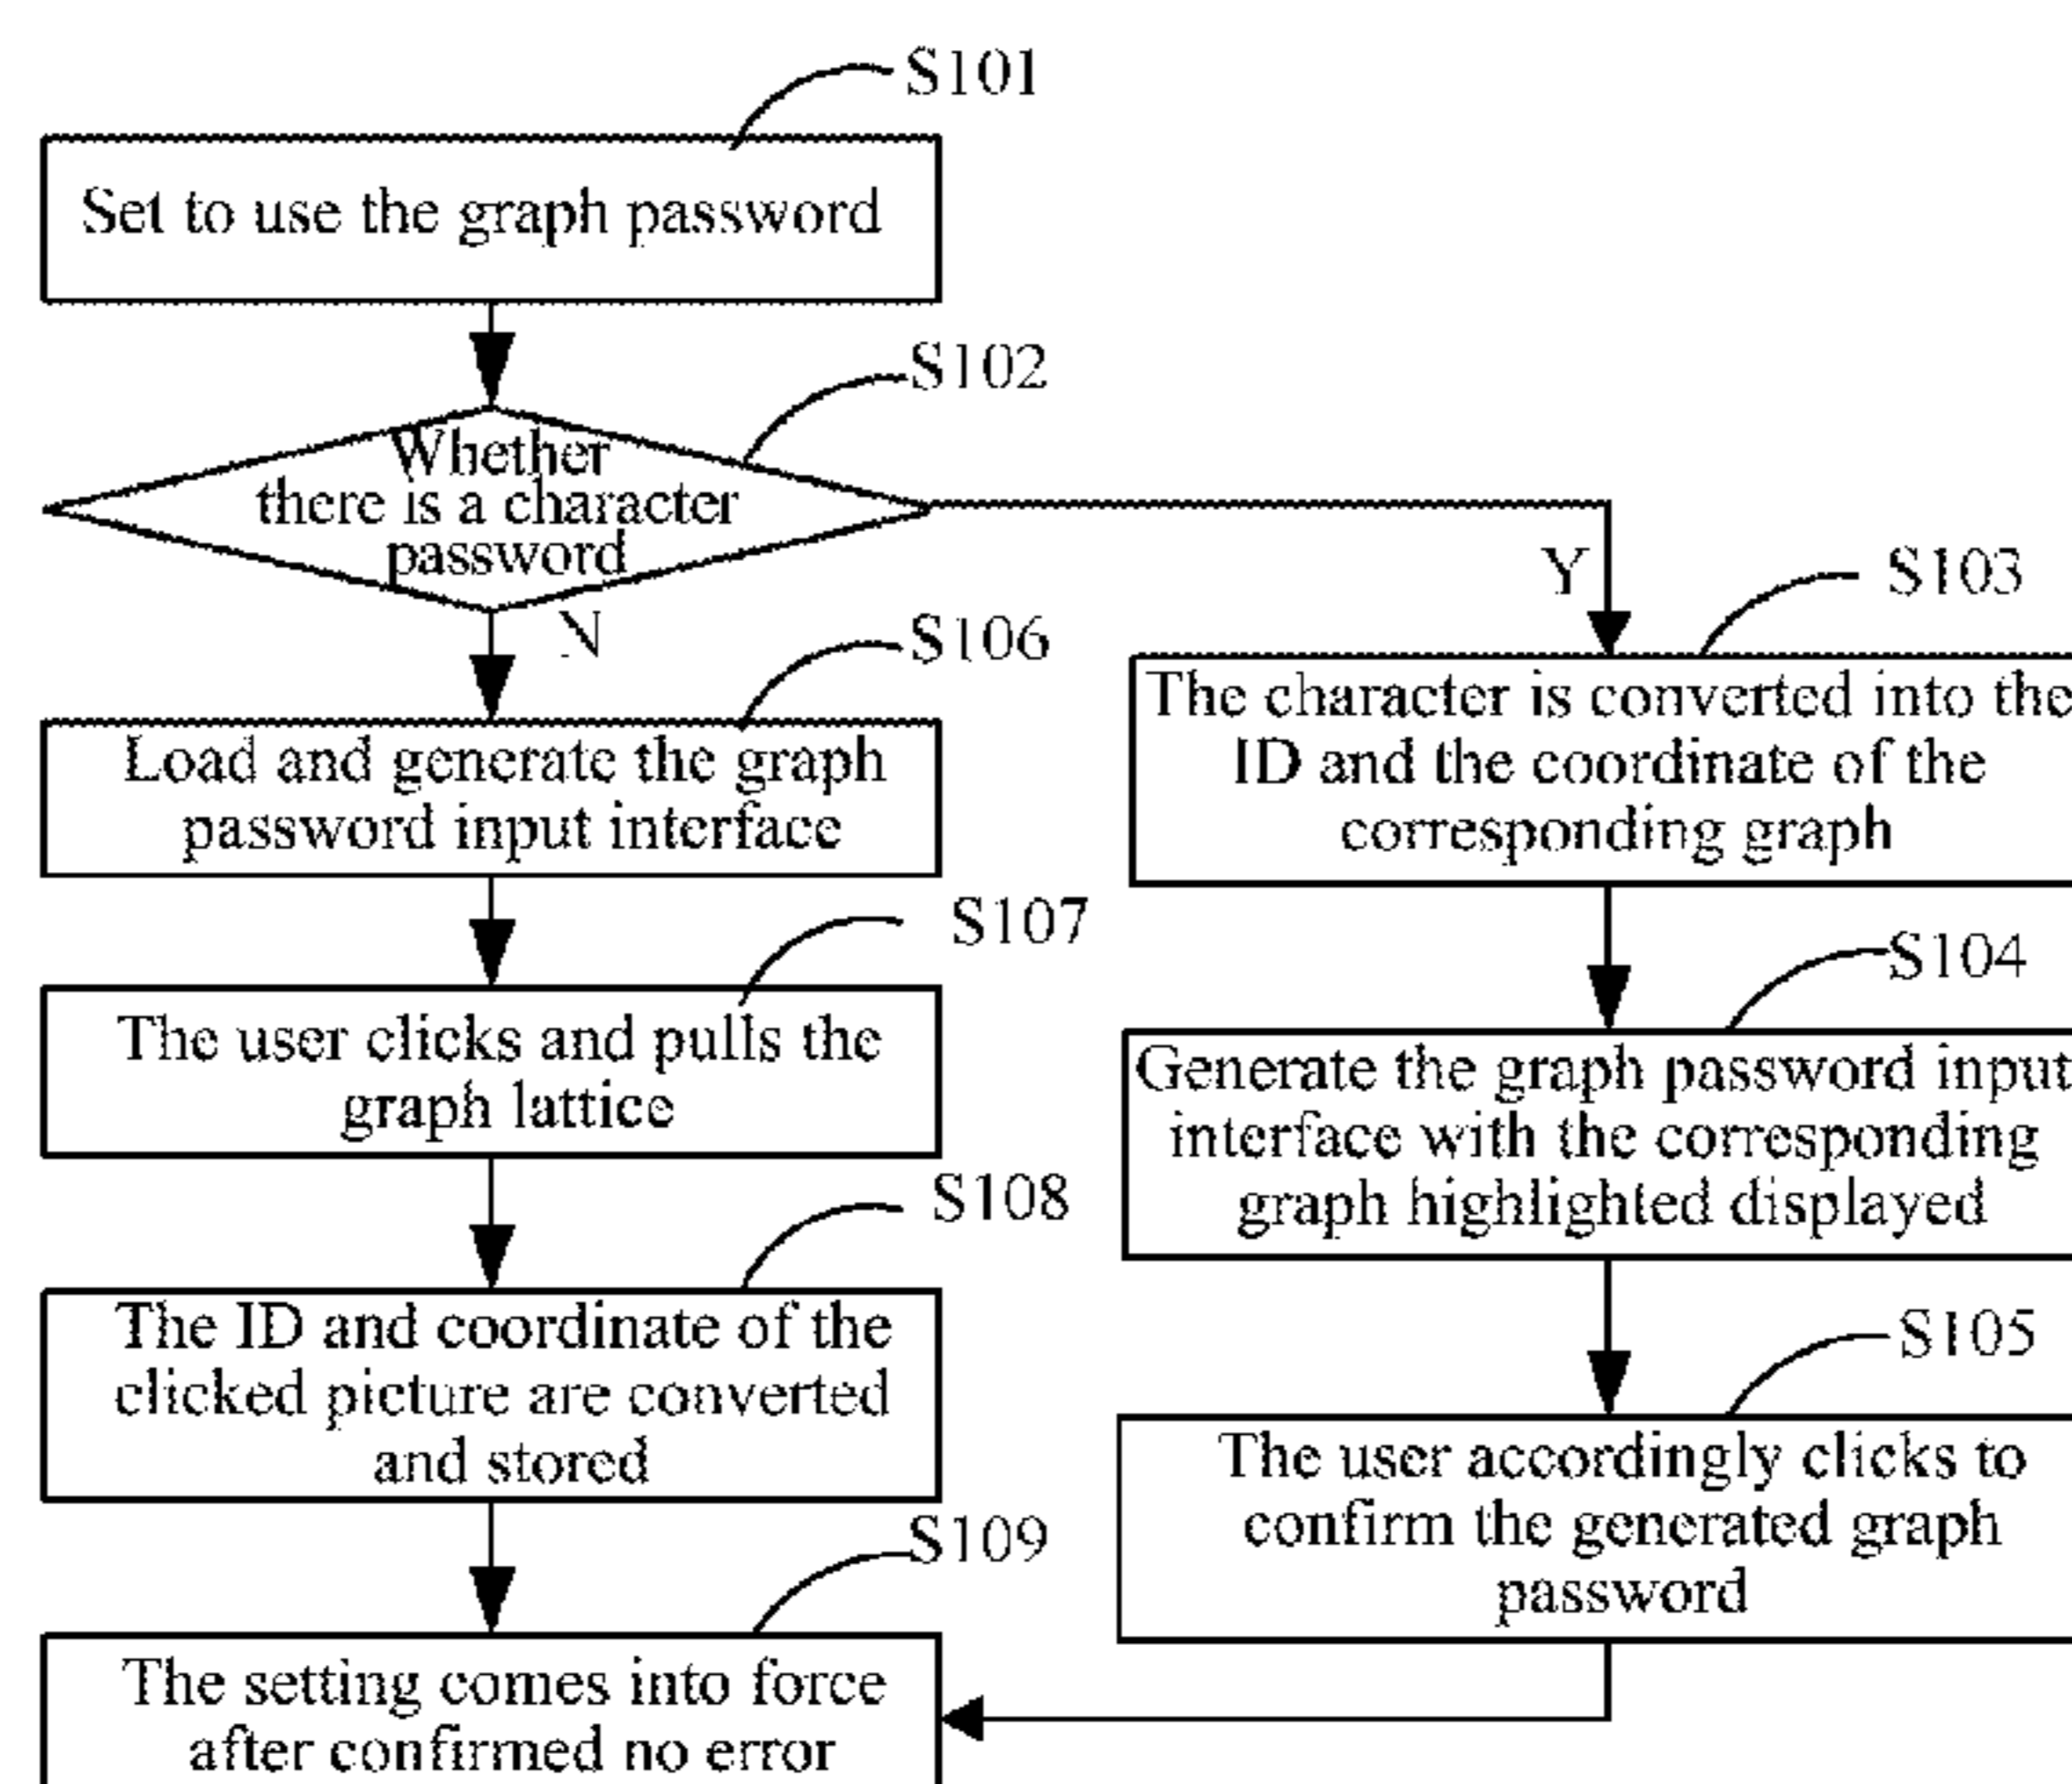 S101
Set to use the graph password
S102
Whether
there is a character
password
Y
N
S103
S106
The character is converted into the
ID and the coordinate of the
corresponding graph
Load and generate the graph
password input interface
S107
S104
The user clicks and pulls the
graph lattice
Generate the graph password input
interface with the corresponding
graph highlighted displayed
S108
The ID and coordinate of the
clicked picture are converted
and stored
S105
The user accordingly clicks to
confirm the generated graph
password
S109
The setting comes into force
after confirmed no error